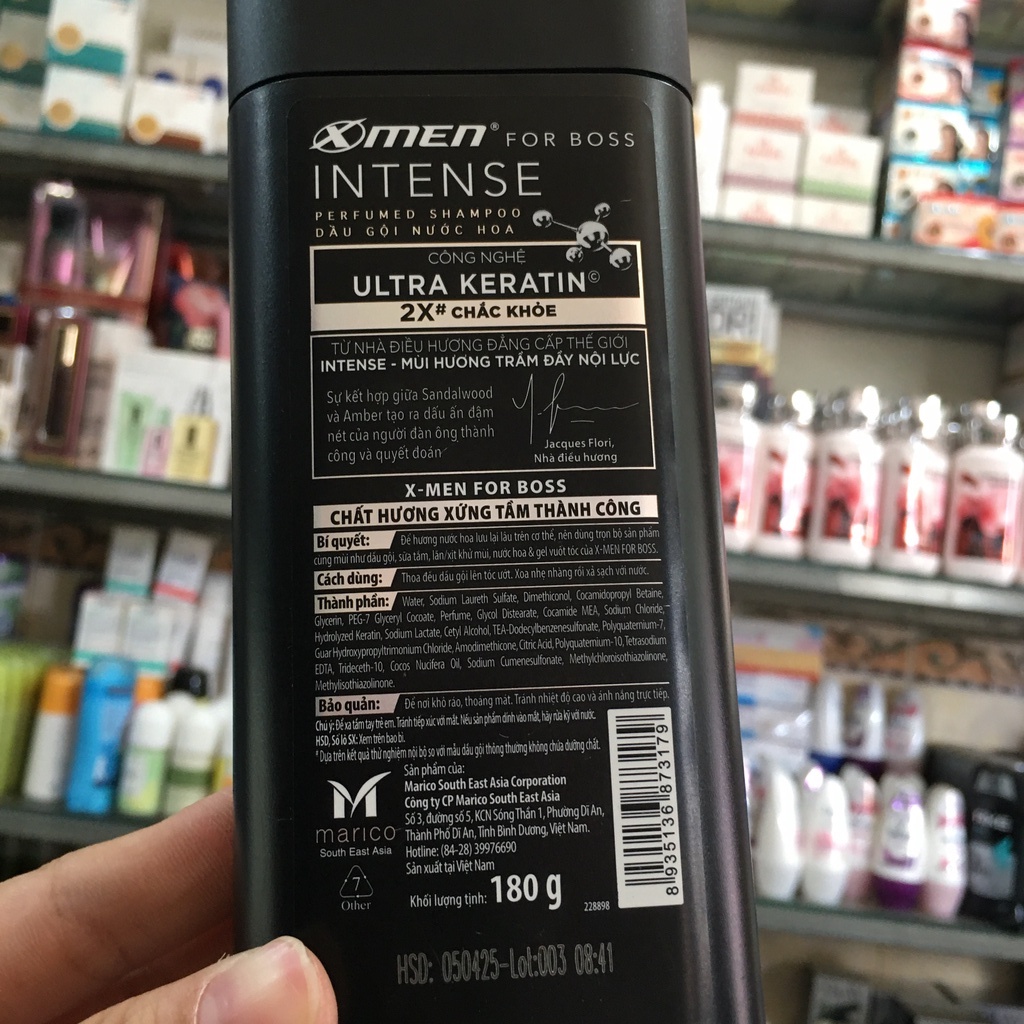 X-MEN® FOR BOSS
INTENSE
PERFUMED SHAMPOO
DẦU GỘI NƯỚC HOA
CÔNG NGHỆ
ULTRA KERATIN©
2X# CHẮC KHỎE
TỪ NHÀ ĐIỀU HƯƠNG ĐẲNG CẤP THẾ GIỚI
INTENSE - MÙI HƯƠNG TRẦM ĐẦY NỘI LỰC
Sự kết hợp giữa Sandalwood
và Amber tạo ra dấu ấn đậm
nét của người đàn ông thành
công và quyết đoán
Jacques Flori,
Nhà điều hương
X-MEN FOR BOSS
CHẤT HƯƠNG XỨNG TẦM THÀNH CÔNG
Bí quyết: Để hương nước hoa lưu lại lâu trên cơ thể, nên dùng trọn bộ sản phẩm
cùng mùi như dầu gội, sữa tắm, lăn/xịt khử mùi, nước hoa & gel vuốt tóc của X-MEN FOR BOSS.
Cách dùng: Thoa đều dầu gội lên tóc ướt. Xoa nhẹ nhàng rồi xả sạch với nước.
Thành phần: Water, Sodium Laureth Sulfate, Dimethiconol, Cocamidopropyl Betaine,
Glycerin, PEG-7 Glyceryl Cocoate, Perfume, Glycol Distearate, Cocamide MEA, Sodium Chloride,
Hydrolyzed Keratin, Sodium Lactate, Cetyl Alcohol, TEA-Dodecylbenzenesulfonate, Polyquaternium-7,
Guar Hydroxypropyltrimonium Chloride, Amodimethicone, Citric Acid, Polyquaternium-10, Tetrasodium
EDTA, Trideceth-10, Cocos Nucifera Oil, Sodium Cumenesulfonate, Methylchloroisothiazolinone,
Methylisothiazolinone.
Bảo quản: Để nơi khô ráo, thoáng mát. Tránh nhiệt độ cao và ánh nắng trực tiếp.
Chú ý: Để xa tầm tay trẻ em. Tránh tiếp xúc với mắt. Nếu sản phẩm dính vào mắt, hãy rửa kỹ với nước.
HSD, Số lô SX: Xem trên bao bì.
# Dựa trên kết quả thử nghiệm nội bộ so với mẫu dầu gội thông thường không chứa dưỡng chất.
marico
South East Asia
Sản phẩm của:
Marico South East Asia Corporation
Công ty CP Marico South East Asia
Số 3, đường số 5, KCN Sóng Thần 1, Phường Dĩ An,
Thành Phố Dĩ An, Tỉnh Bình Dương, Việt Nam.
Hotline: (84-28) 39976690
Sản xuất tại Việt Nam
7
Other
Khối lượng tịnh: 180 g
228898
8 935136 873179
HSD: 050425-Lot:003 08:41